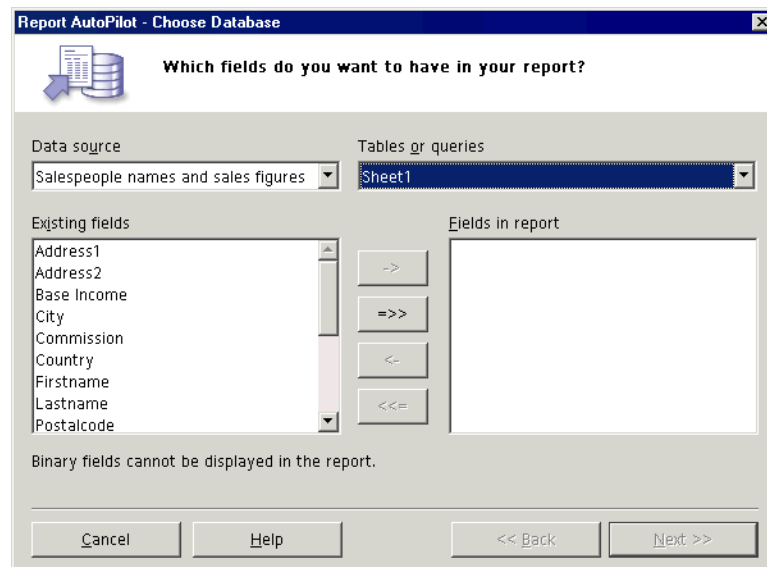 Report AutoPilot - Choose Database
Which fields do you want to have in your report?
Data source
Tables or queries
Salespeople names and sales figures
Sheet1
Existing fields
Fields in report
Address1
Address2
Base Income
City
Commission
Country
Firstname
Lastname
Postalcode
->
=>>
<-
<<=
Binary fields cannot be displayed in the report.
Cancel
Help
<< Back
Next >>